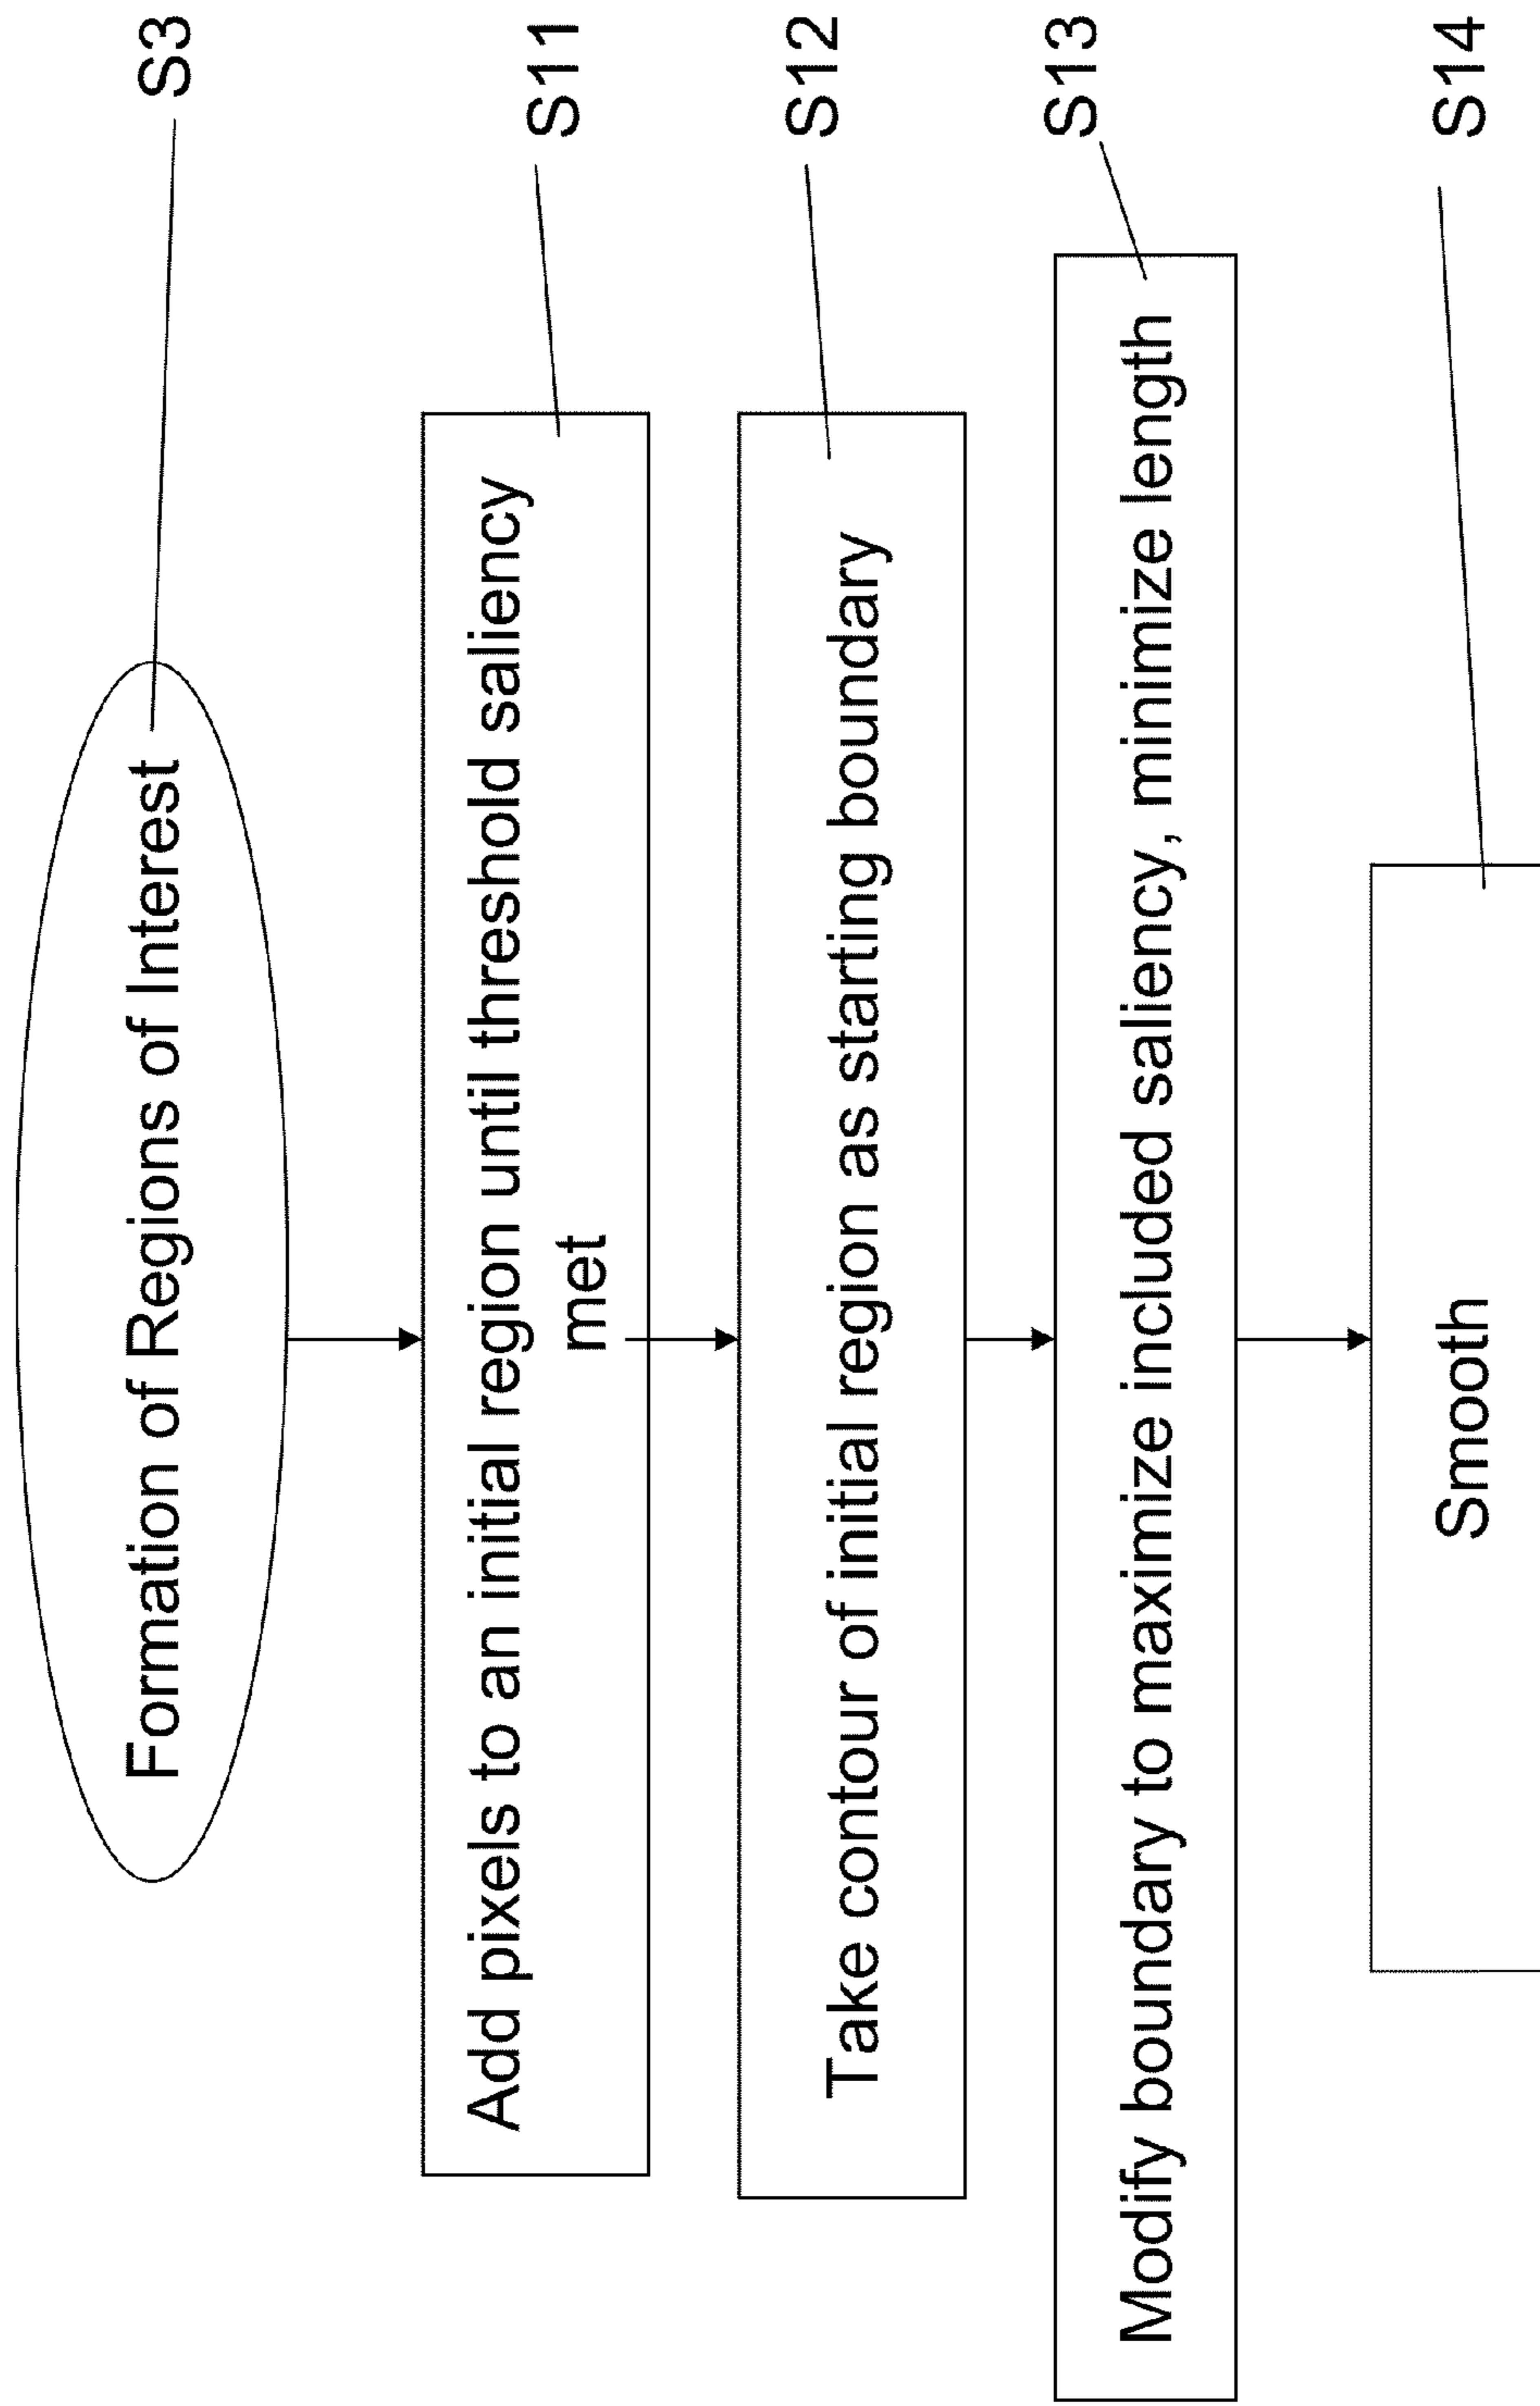 Formation of Regions of Interest
S3
Add pixels to an initial region until threshold saliency
met
S11
Take contour of initial region as starting boundary
S12
Modify boundary to maximize included saliency, minimize length
S13
Smooth
S14